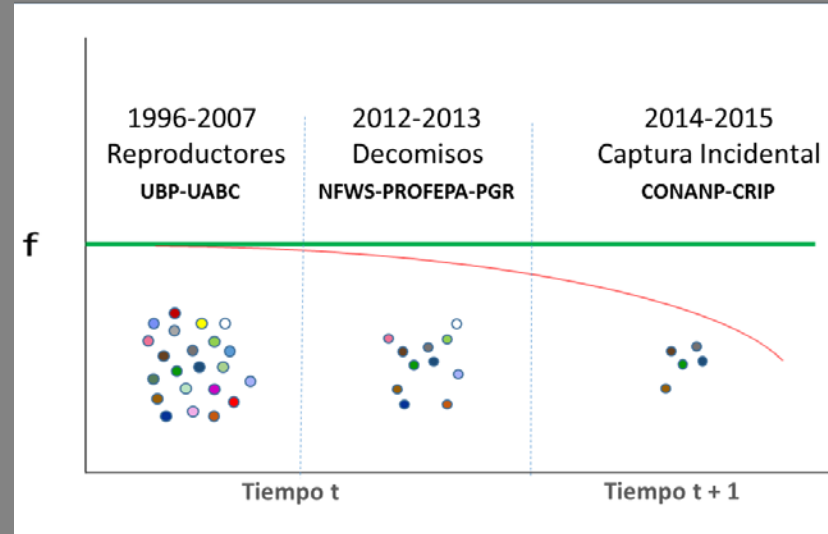 1996-2007
Reproductores
UBP-UABC
2012-2013
Decomisos
NFWS-PROFEPA-PGR
2014-2015
Captura Incidental
CONANP-CRIP
f
Tiempo t
Tiempo t + 1